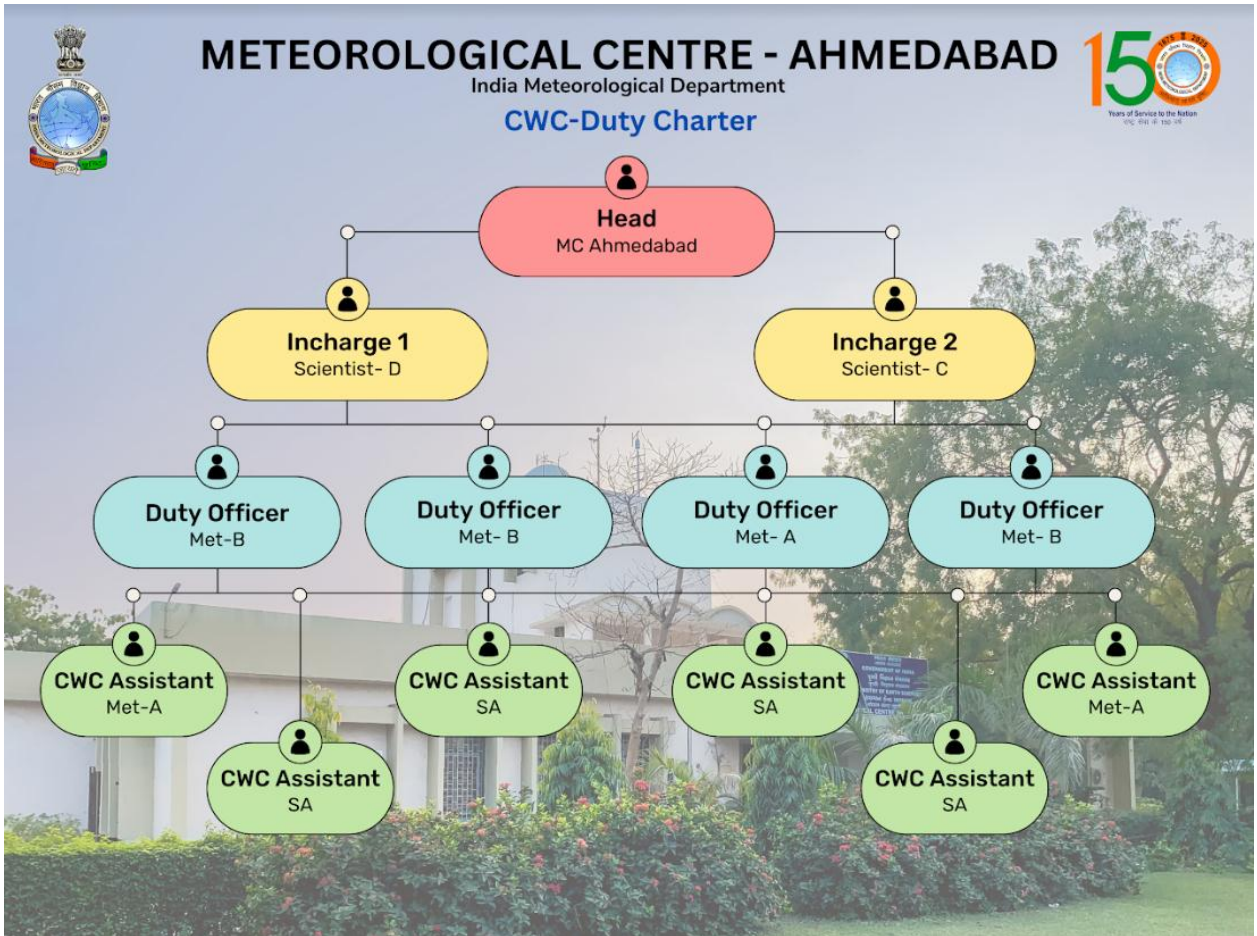 METEOROLOGICAL CENTRE - AHMEDABAD
India Meteorological Department
CWC-Duty Charter
150
Years of Service to the Nation
राष्ट्र सेवा के 150 वर्ष
Head
MC Ahmedabad
Incharge 1
Scientist- D
Incharge 2
Scientist- C
Duty Officer
Met-B
Duty Officer
Met- B
Duty Officer
Met- A
Duty Officer
Met- B
CWC Assistant
Met-A
CWC Assistant
SA
CWC Assistant
SA
CWC Assistant
Met-A
CWC Assistant
SA
CWC Assistant
SA